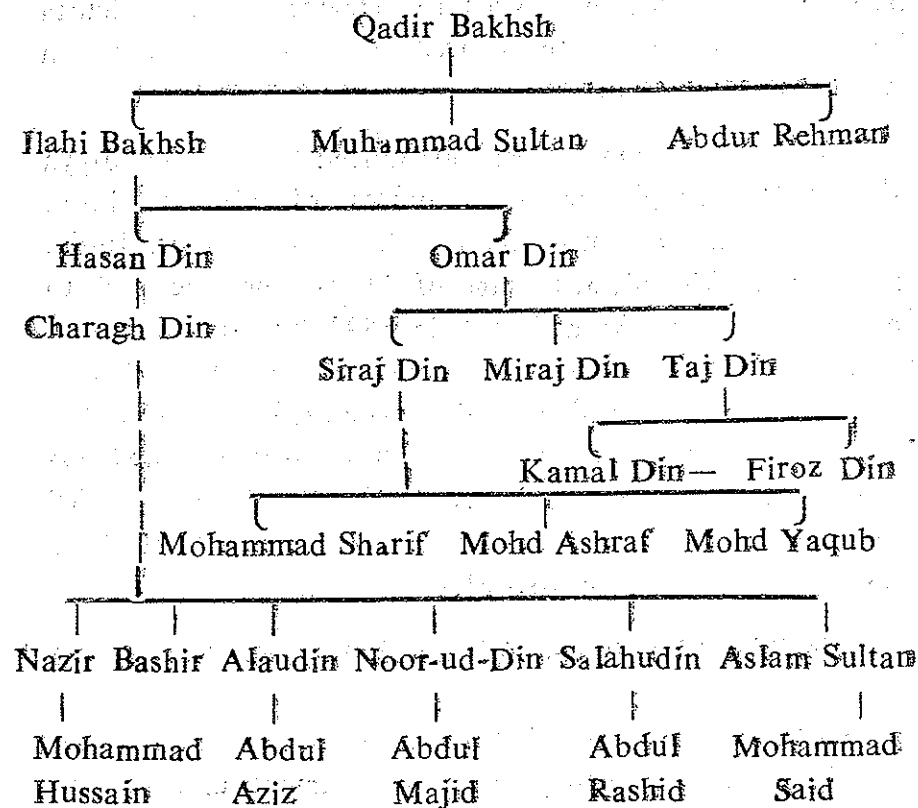 Qadir Bakhsh
Ilahi Bakhsh Muhammad Sultan Abdur Rehman
Hasan Din Omar Din
Charagh Din
Siraj Din Miraj Din Taj Din
Kamal Din— Firoz Din
Mohammad Sharif Mohd Ashraf Mohd Yaqub
Nazir Bashir Alaudin Noor-ud-Din Salahudin Aslam Sultan
Mohammad Abdul Abdul Abdul Mohammad
Hussain Aziz Majid Rashid Said